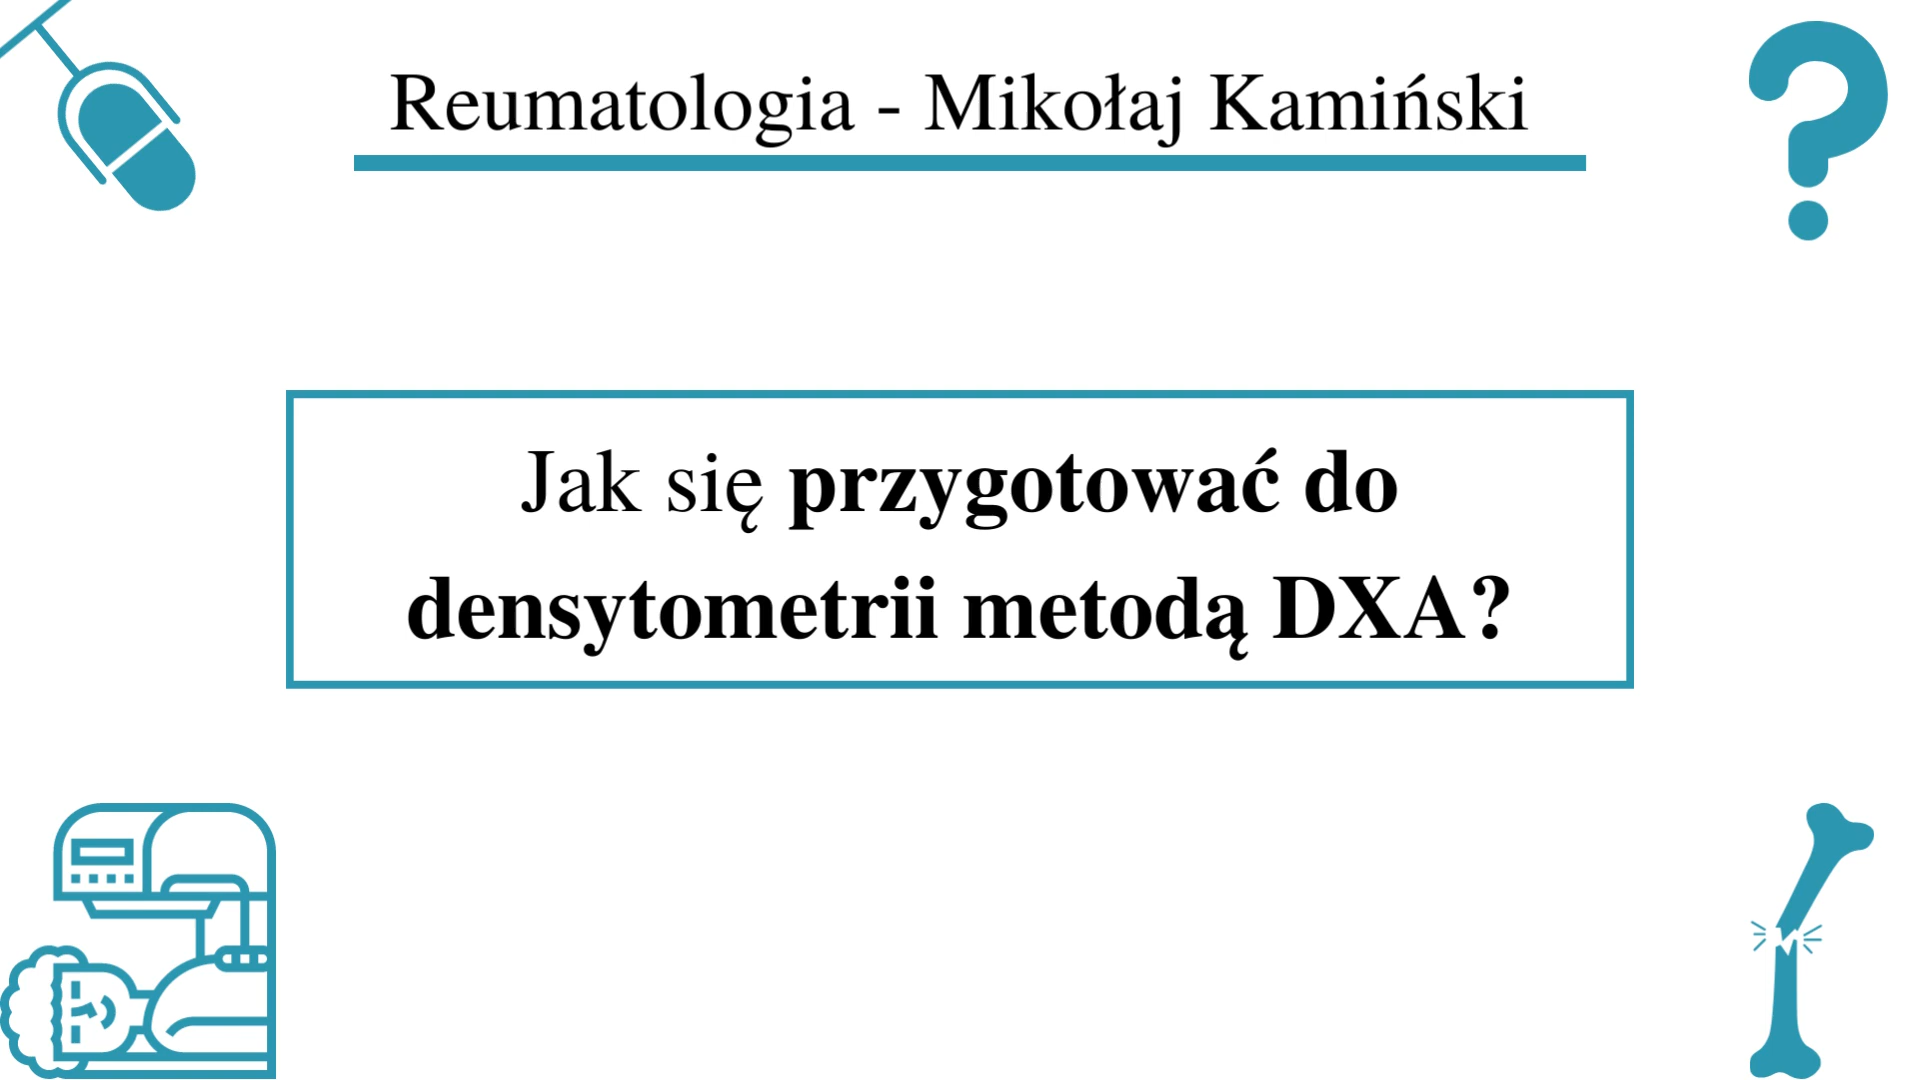 Reumatologia - Mikołaj Kamiński
Jak się przygotować do
densytometrii metodą DXA?